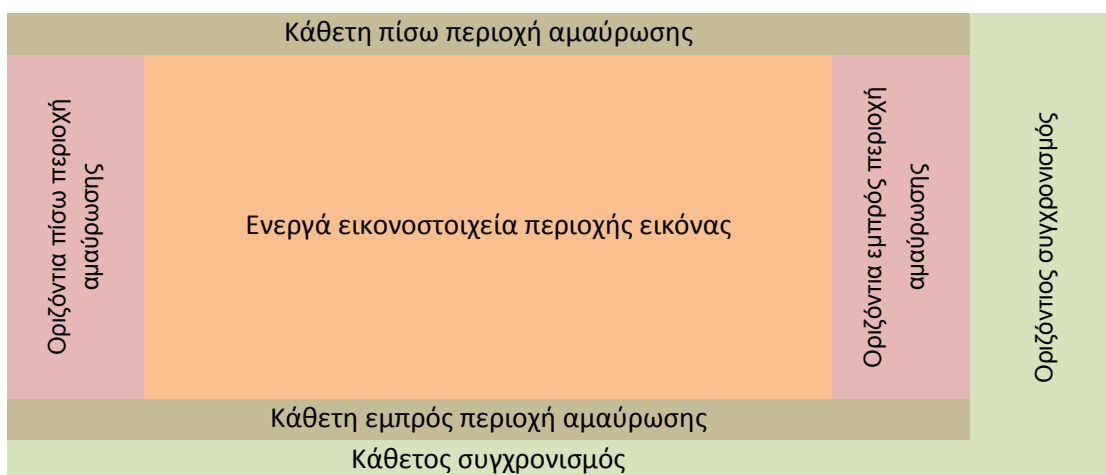 Κάθετη πίσω περιοχή αμαύρωσης
Οριζόντια πίσω περιοχή
αμαύρωσης
Ενεργά εικονοστοιχεία περιοχής εικόνας
Οριζόντια εμπρός περιοχή
αμαύρωσης
Οριζόντιος συγχρονισμός
Κάθετη εμπρός περιοχή αμαύρωσης
Κάθετος συγχρονισμός